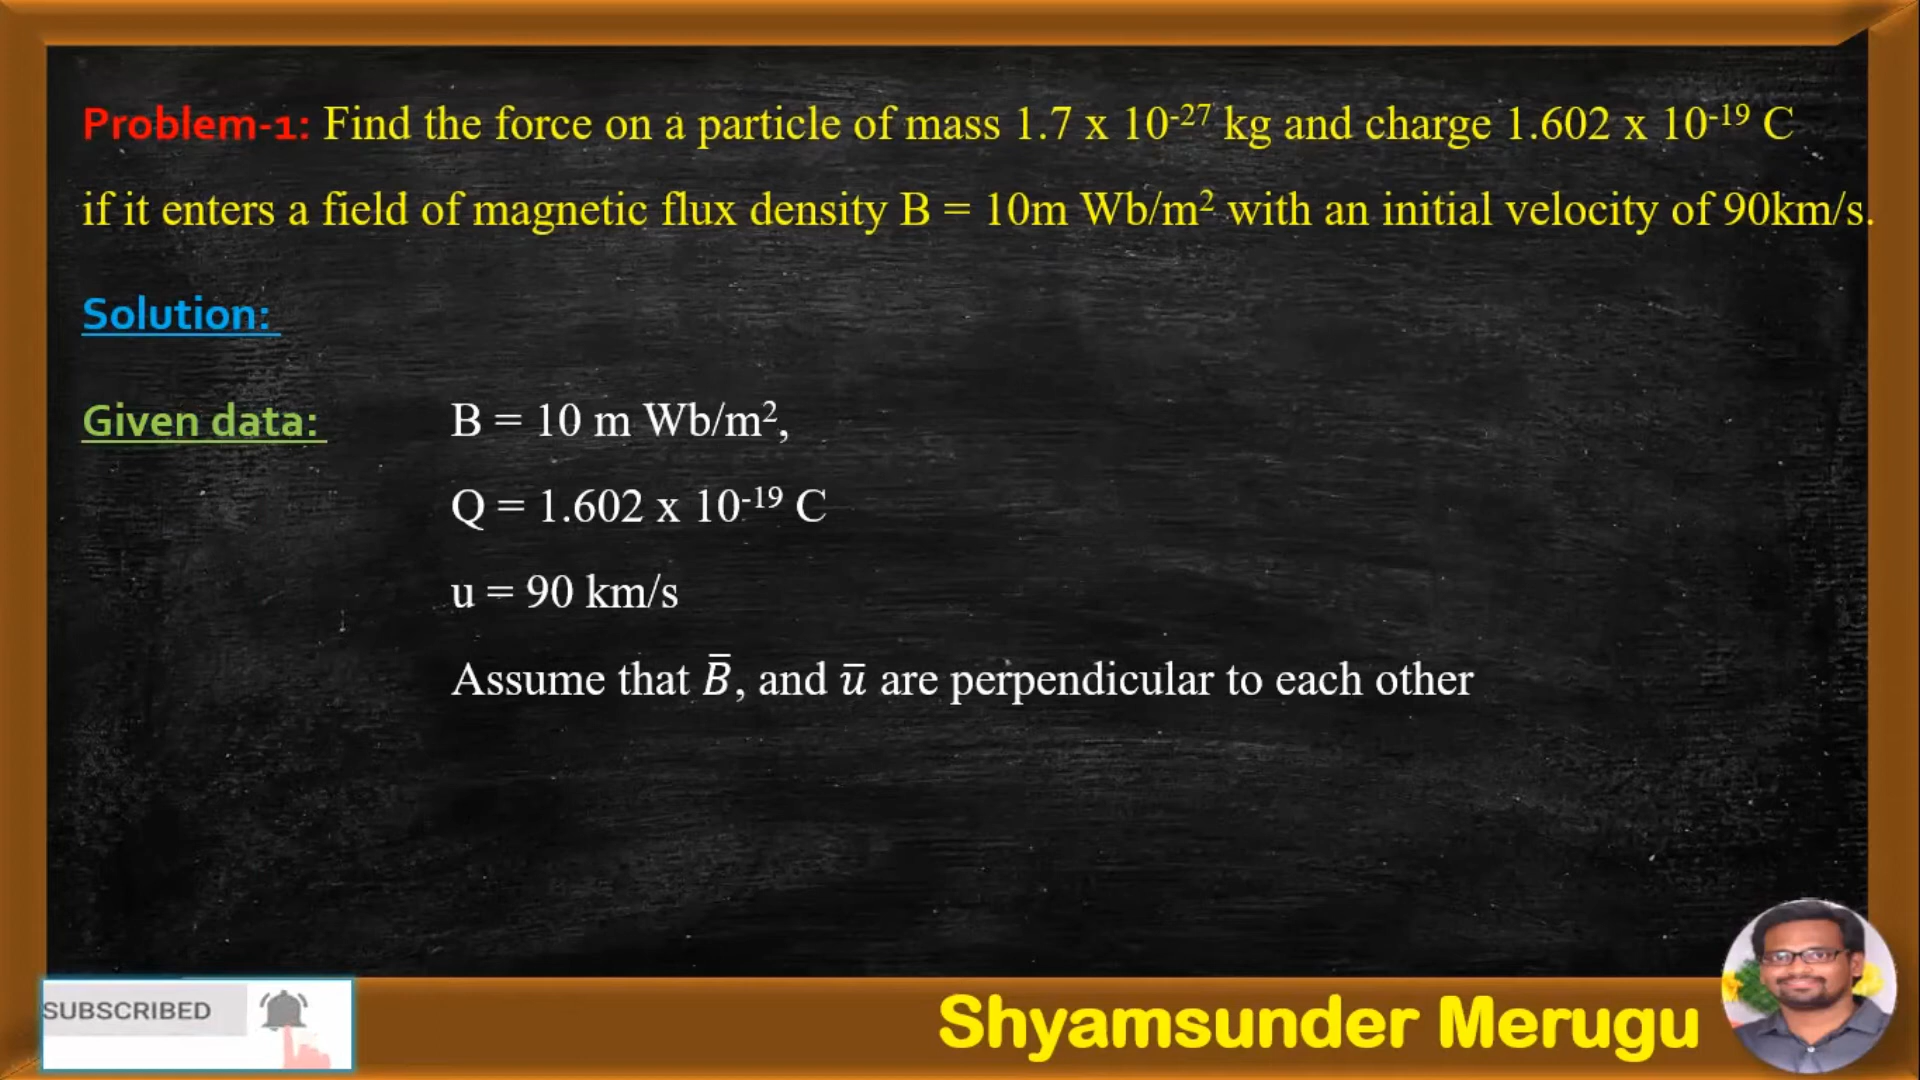 Problem-1: Find the force on a particle of mass 1.7 x 10⁻²⁷ kg and charge 1.602 x 10⁻¹⁹ C
if it enters a field of magnetic flux density B = 10m Wb/m² with an initial velocity of 90km/s.
Solution:
Given data: B = 10 m Wb/m²,
Q = 1.602 x 10⁻¹⁹ C
u = 90 km/s
Assume that B̅, and u̅ are perpendicular to each other
SUBSCRIBED
Shyamsunder Merugu